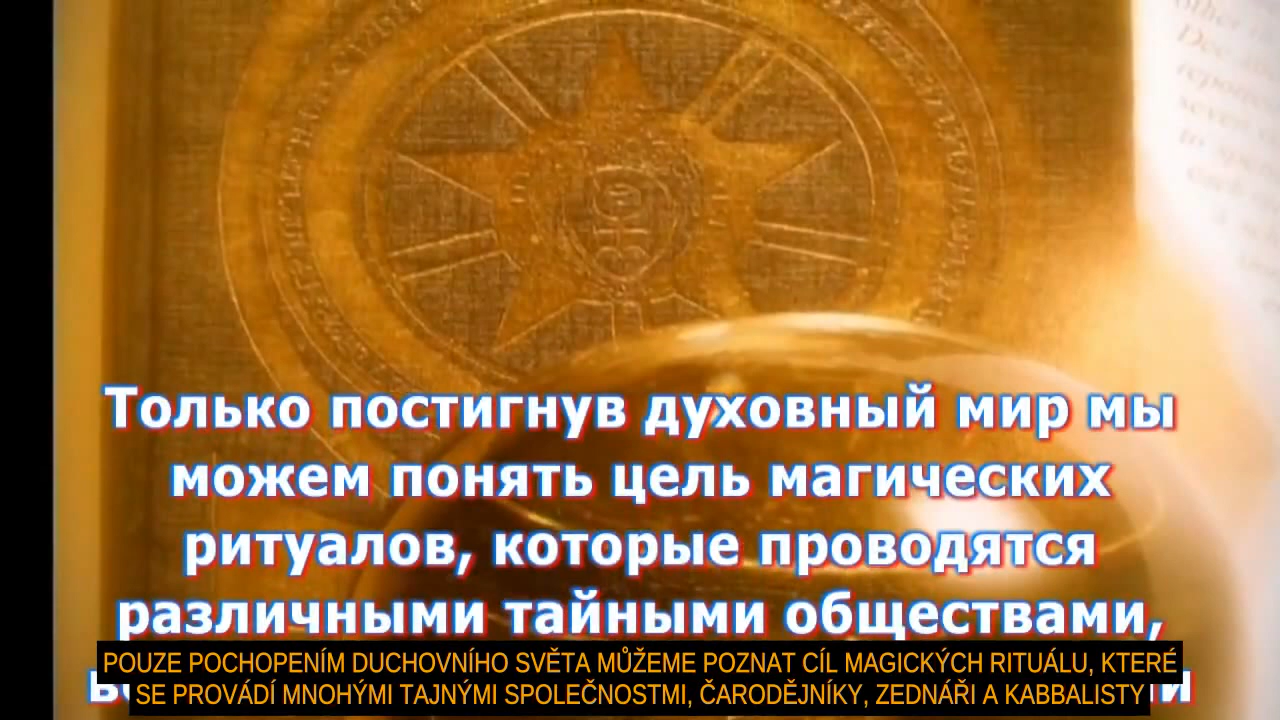 Только постигнув духовный мир мы
можем понять цель магических
ритуалов, которые проводятся
различными тайными обществами,
POUZE POCHOPENÍM DUCHOVNÍHO SVĚTA MŮŽEME POZNAT CÍL MAGICKÝCH RITUÁLU, KTERÉ
SE PROVÁDÍ MNOHÝMI TAJNÝMI SPOLEČNOSTMI, ČARODĚJNÍKY, ZEDNÁŘI A KABBALISTY